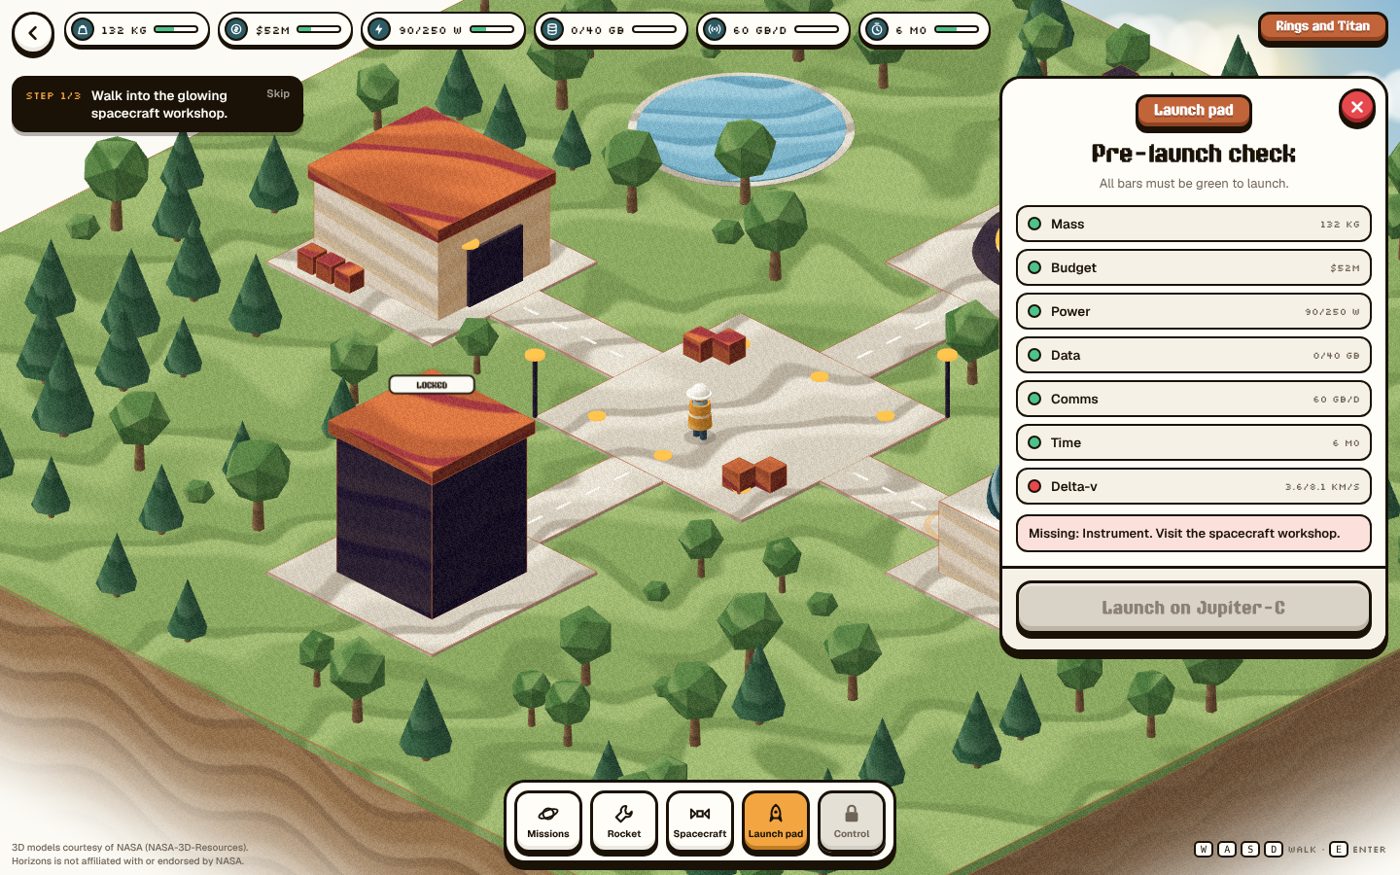 132 KG
$52M
90/250 W
0/40 GB
60 GB/D
6 MO
Rings and Titan
STEP 1/3
Walk into the glowing
spacecraft workshop.
Skip
LOCKED
Launch pad
Pre-launch check
All bars must be green to launch.
Mass 132 KG
Budget $52M
Power 90/250 W
Data 0/40 GB
Comms 60 GB/D
Time 6 MO
Delta-v 3.6/8.1 KM/S
Missing: Instrument. Visit the spacecraft workshop.
Launch on Jupiter-C
Missions
Rocket
Spacecraft
Launch pad
Control
3D models courtesy of NASA (NASA-3D-Resources).
Horizons is not affiliated with or endorsed by NASA.
W A S D WALK · E ENTER